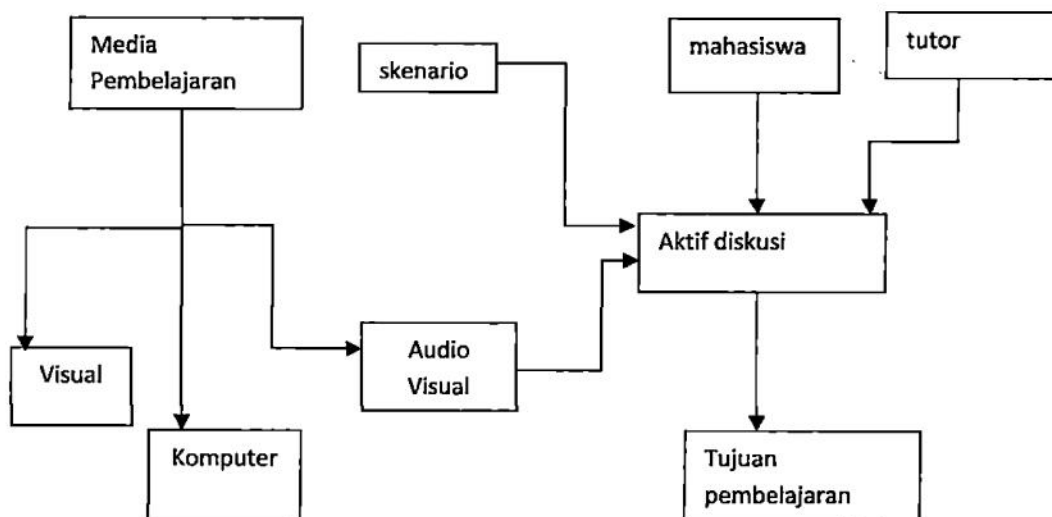 Media
Pembelajaran
skenario
mahasiswa
tutor
Aktif diskusi
Visual
Audio
Visual
Komputer
Tujuan
pembelajaran